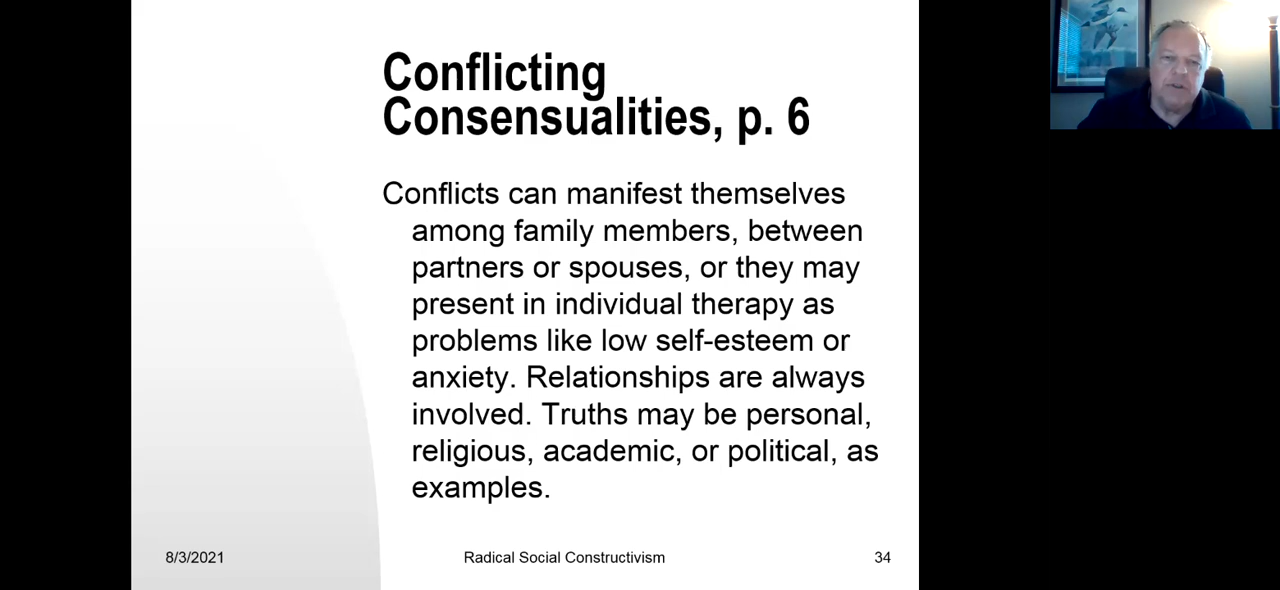 Conflicting
Consensualities, p. 6
Conflicts can manifest themselves
among family members, between
partners or spouses, or they may
present in individual therapy as
problems like low self-esteem or
anxiety. Relationships are always
involved. Truths may be personal,
religious, academic, or political, as
examples.
8/3/2021
Radical Social Constructivism
34